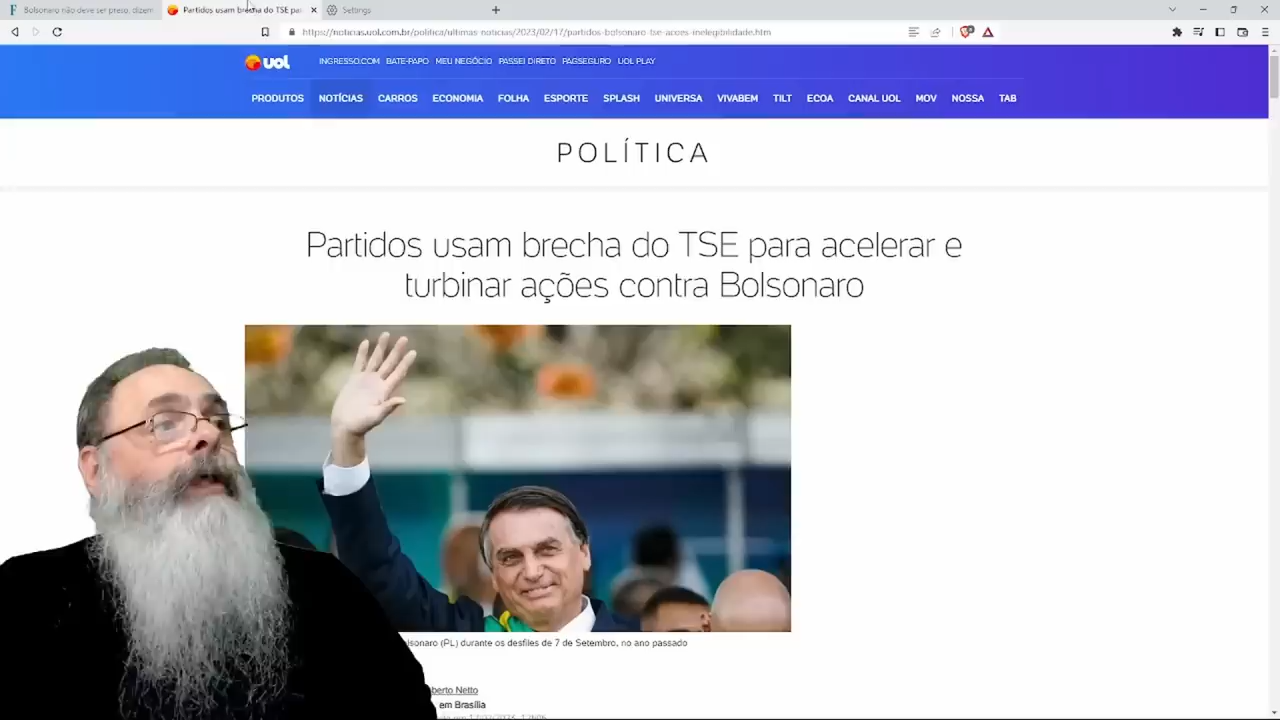 Bolsonaro não deve ser preso, dizem
Partidos usam brecha do TSE par
Settings
https://noticias.uol.com.br/politica/ultimas-noticias/2023/02/17/partidos-bolsonaro-tse-acoes-inelegibilidade.htm
UOL
INGRESSO.COM BATE-PAPO MEU NEGÓCIO PASSEI DIRETO PAGSEGURO UOL PLAY
PRODUTOS NOTÍCIAS CARROS ECONOMIA FOLHA ESPORTE SPLASH UNIVERSA VIVABEM TILT ECOA CANAL UOL MOV NOSSA TAB
POLÍTICA
Partidos usam brecha do TSE para acelerar e
turbinar ações contra Bolsonaro
lsonaro (PL) durante os desfiles de 7 de Setembro, no ano passado
berto Netto
em Brasília